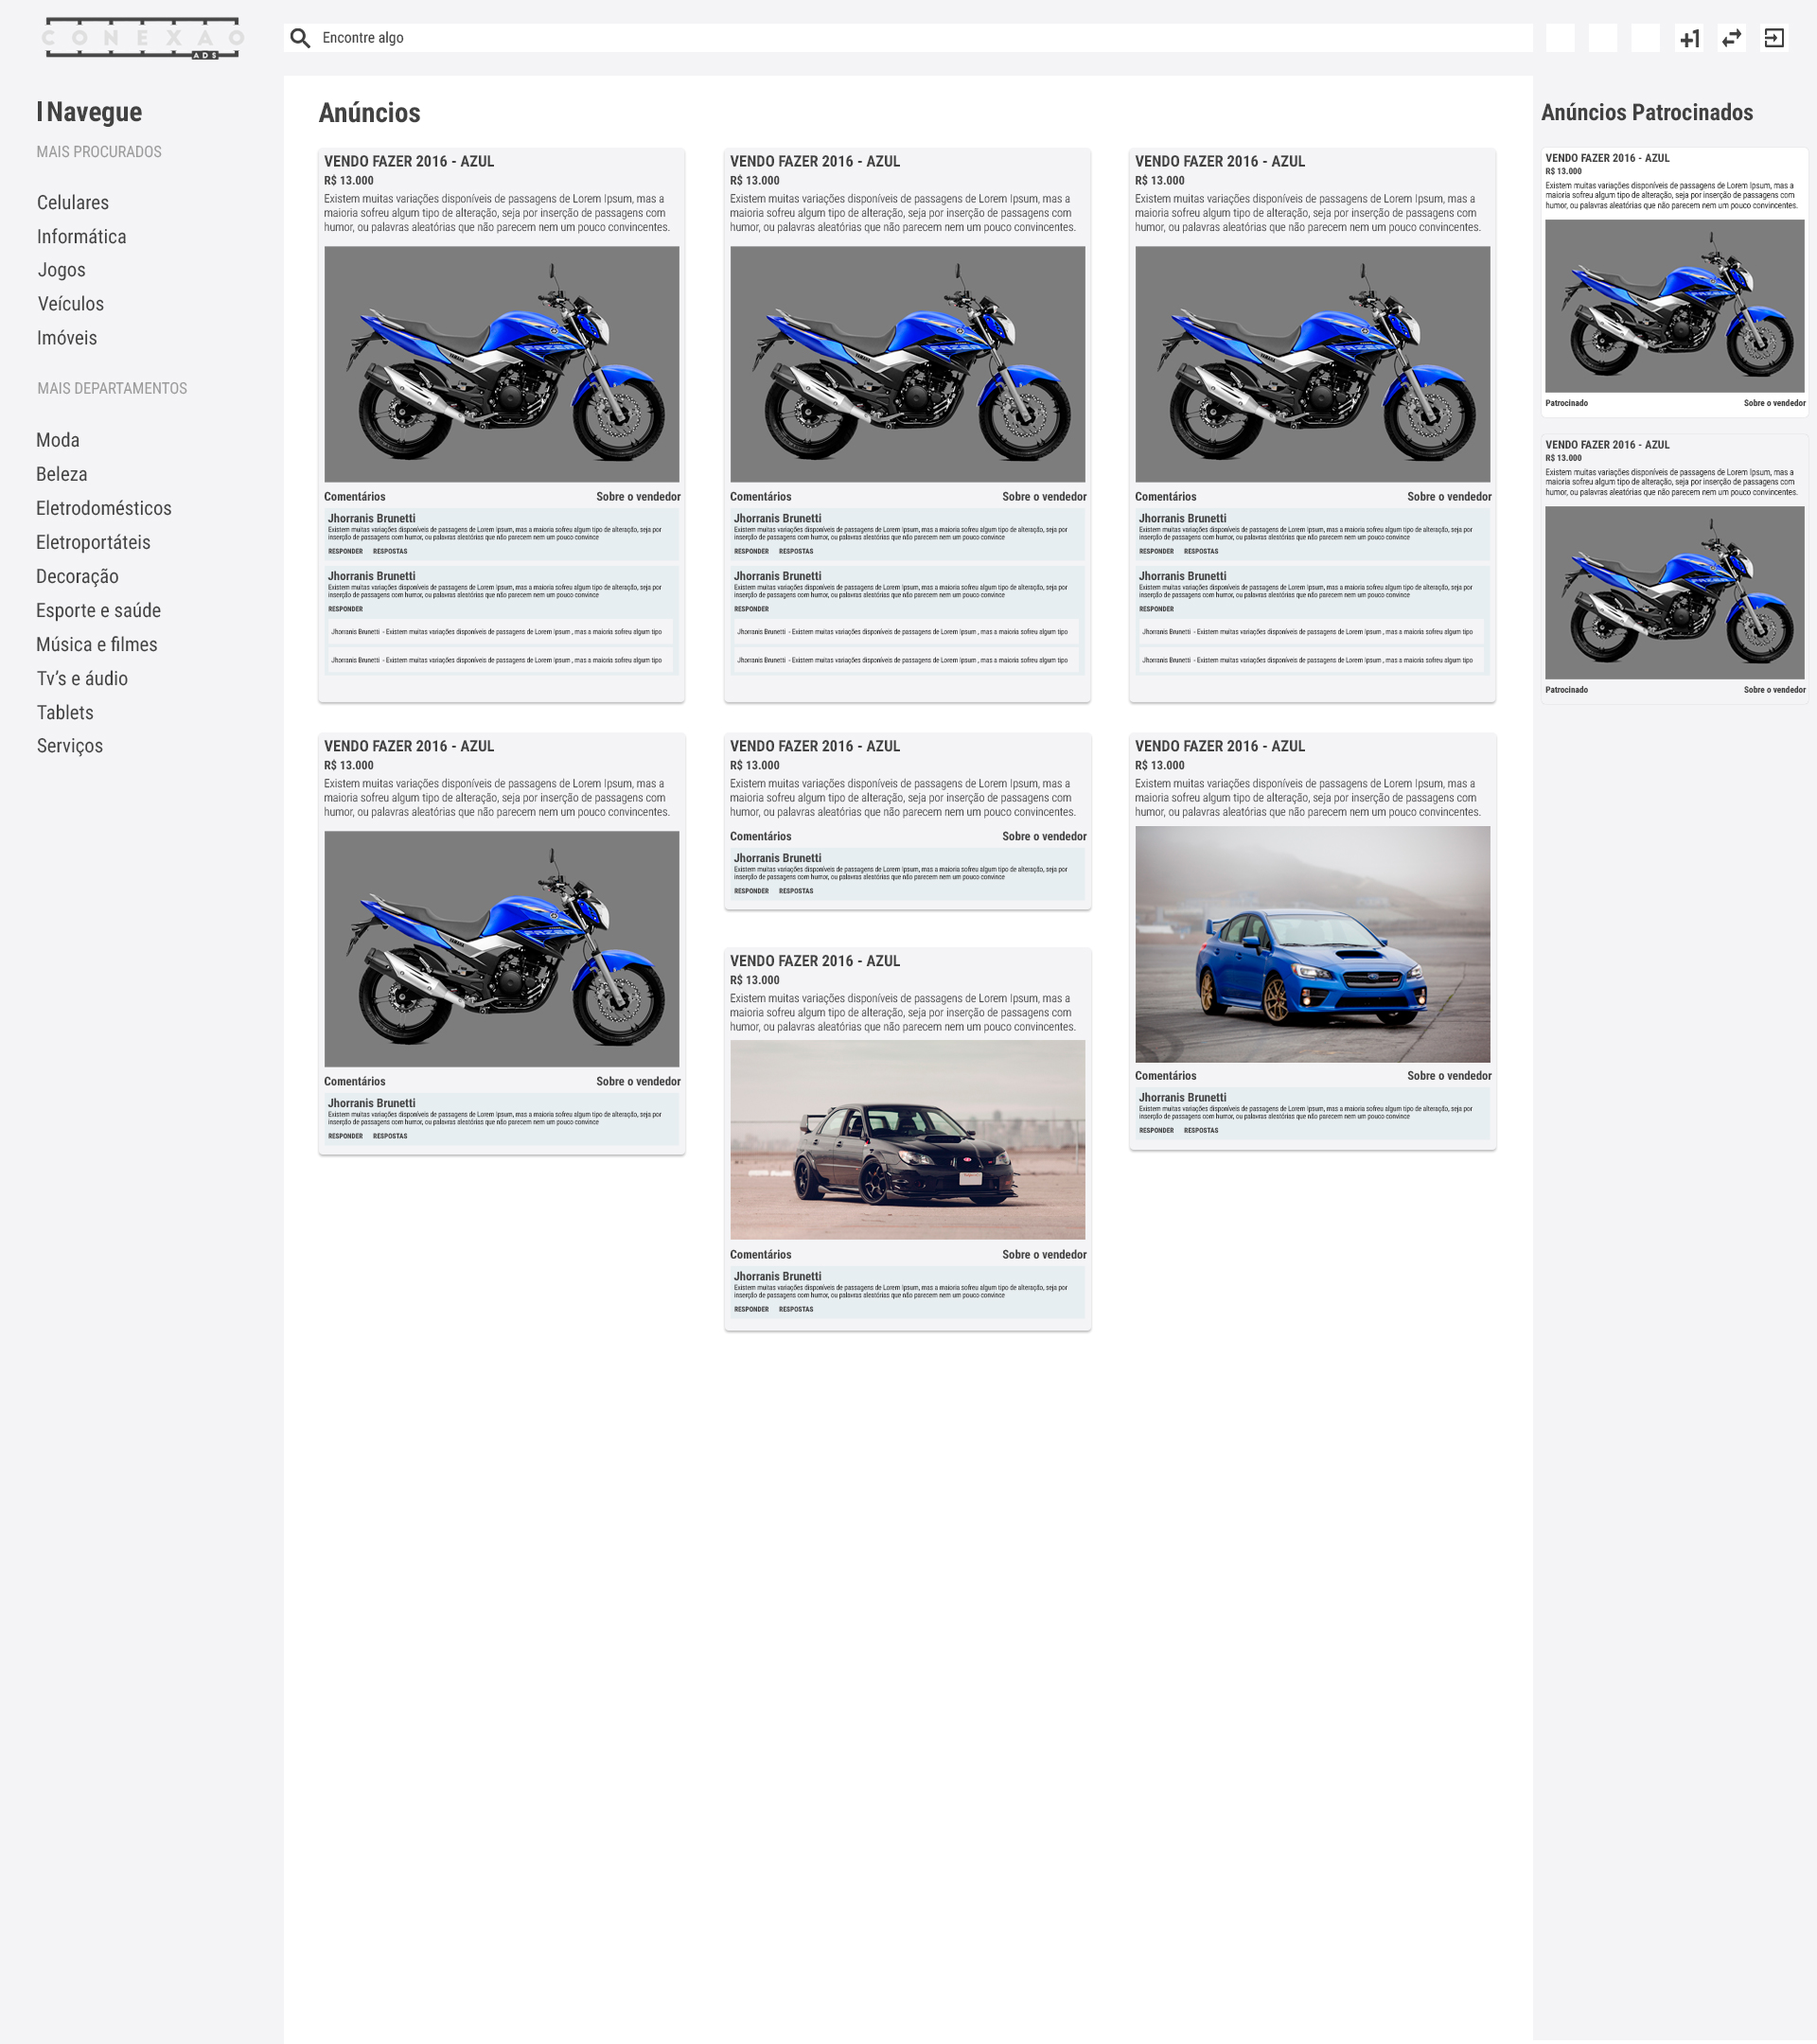 CONEXAO
ADS
Encontre algo
+1
Navegue
MAIS PROCURADOS
Celulares
Informática
Jogos
Veículos
Imóveis
MAIS DEPARTAMENTOS
Moda
Beleza
Eletrodomésticos
Eletroportáteis
Decoração
Esporte e saúde
Música e filmes
Tv's e áudio
Tablets
Serviços
Anúncios
VENDO FAZER 2016 - AZUL
R$ 13.000
Existem muitas variações disponíveis de passagens de Lorem Ipsum, mas a
maioria sofreu algum tipo de alteração, seja por inserção de passagens com
humor, ou palavras aleatórias que não parecem nem um pouco convincentes.
FAZER
YAMAHA
Comentários Sobre o vendedor
Jhorranis Brunetti
Existem muitas variações disponíveis de passagens de Lorem Ipsum, mas a maioria sofreu algum tipo de alteração, seja por
inserção de passagens com humor, ou palavras aleatórias que não parecem nem um pouco convince
RESPONDER RESPOSTAS
Jhorranis Brunetti
Existem muitas variações disponíveis de passagens de Lorem Ipsum, mas a maioria sofreu algum tipo de alteração, seja por
inserção de passagens com humor, ou palavras aleatórias que não parecem nem um pouco convince
RESPONDER
Jhorranis Brunetti - Existem muitas variações disponíveis de passagens de Lorem Ipsum , mas a maioria sofreu algum tipo
Jhorranis Brunetti - Existem muitas variações disponíveis de passagens de Lorem Ipsum , mas a maioria sofreu algum tipo
VENDO FAZER 2016 - AZUL
R$ 13.000
Existem muitas variações disponíveis de passagens de Lorem Ipsum, mas a
maioria sofreu algum tipo de alteração, seja por inserção de passagens com
humor, ou palavras aleatórias que não parecem nem um pouco convincentes.
FAZER
YAMAHA
Comentários Sobre o vendedor
Jhorranis Brunetti
Existem muitas variações disponíveis de passagens de Lorem Ipsum, mas a maioria sofreu algum tipo de alteração, seja por
inserção de passagens com humor, ou palavras aleatórias que não parecem nem um pouco convince
RESPONDER RESPOSTAS
Jhorranis Brunetti
Existem muitas variações disponíveis de passagens de Lorem Ipsum, mas a maioria sofreu algum tipo de alteração, seja por
inserção de passagens com humor, ou palavras aleatórias que não parecem nem um pouco convince
RESPONDER
Jhorranis Brunetti - Existem muitas variações disponíveis de passagens de Lorem Ipsum , mas a maioria sofreu algum tipo
Jhorranis Brunetti - Existem muitas variações disponíveis de passagens de Lorem Ipsum , mas a maioria sofreu algum tipo
VENDO FAZER 2016 - AZUL
R$ 13.000
Existem muitas variações disponíveis de passagens de Lorem Ipsum, mas a
maioria sofreu algum tipo de alteração, seja por inserção de passagens com
humor, ou palavras aleatórias que não parecem nem um pouco convincentes.
FAZER
YAMAHA
Comentários Sobre o vendedor
Jhorranis Brunetti
Existem muitas variações disponíveis de passagens de Lorem Ipsum, mas a maioria sofreu algum tipo de alteração, seja por
inserção de passagens com humor, ou palavras aleatórias que não parecem nem um pouco convince
RESPONDER RESPOSTAS
Jhorranis Brunetti
Existem muitas variações disponíveis de passagens de Lorem Ipsum, mas a maioria sofreu algum tipo de alteração, seja por
inserção de passagens com humor, ou palavras aleatórias que não parecem nem um pouco convince
RESPONDER
Jhorranis Brunetti - Existem muitas variações disponíveis de passagens de Lorem Ipsum , mas a maioria sofreu algum tipo
Jhorranis Brunetti - Existem muitas variações disponíveis de passagens de Lorem Ipsum , mas a maioria sofreu algum tipo
VENDO FAZER 2016 - AZUL
R$ 13.000
Existem muitas variações disponíveis de passagens de Lorem Ipsum, mas a
maioria sofreu algum tipo de alteração, seja por inserção de passagens com
humor, ou palavras aleatórias que não parecem nem um pouco convincentes.
FAZER
YAMAHA
Comentários Sobre o vendedor
Jhorranis Brunetti
Existem muitas variações disponíveis de passagens de Lorem Ipsum, mas a maioria sofreu algum tipo de alteração, seja por
inserção de passagens com humor, ou palavras aleatórias que não parecem nem um pouco convince
RESPONDER RESPOSTAS
VENDO FAZER 2016 - AZUL
R$ 13.000
Existem muitas variações disponíveis de passagens de Lorem Ipsum, mas a
maioria sofreu algum tipo de alteração, seja por inserção de passagens com
humor, ou palavras aleatórias que não parecem nem um pouco convincentes.
Comentários Sobre o vendedor
Jhorranis Brunetti
Existem muitas variações disponíveis de passagens de Lorem Ipsum, mas a maioria sofreu algum tipo de alteração, seja por
inserção de passagens com humor, ou palavras aleatórias que não parecem nem um pouco convince
RESPONDER RESPOSTAS
VENDO FAZER 2016 - AZUL
R$ 13.000
Existem muitas variações disponíveis de passagens de Lorem Ipsum, mas a
maioria sofreu algum tipo de alteração, seja por inserção de passagens com
humor, ou palavras aleatórias que não parecem nem um pouco convincentes.
Comentários Sobre o vendedor
Jhorranis Brunetti
Existem muitas variações disponíveis de passagens de Lorem Ipsum, mas a maioria sofreu algum tipo de alteração, seja por
inserção de passagens com humor, ou palavras aleatórias que não parecem nem um pouco convince
RESPONDER RESPOSTAS
VENDO FAZER 2016 - AZUL
R$ 13.000
Existem muitas variações disponíveis de passagens de Lorem Ipsum, mas a
maioria sofreu algum tipo de alteração, seja por inserção de passagens com
humor, ou palavras aleatórias que não parecem nem um pouco convincentes.
Comentários Sobre o vendedor
Jhorranis Brunetti
Existem muitas variações disponíveis de passagens de Lorem Ipsum, mas a maioria sofreu algum tipo de alteração, seja por
inserção de passagens com humor, ou palavras aleatórias que não parecem nem um pouco convince
RESPONDER RESPOSTAS
Anúncios Patrocinados
VENDO FAZER 2016 - AZUL
R$ 13.000
Existem muitas variações disponíveis de passagens de Lorem Ipsum, mas a
maioria sofreu algum tipo de alteração, seja por inserção de passagens com
humor, ou palavras aleatórias que não parecem nem um pouco convincentes.
FAZER
Patrocinado Sobre o vendedor
VENDO FAZER 2016 - AZUL
R$ 13.000
Existem muitas variações disponíveis de passagens de Lorem Ipsum, mas a
maioria sofreu algum tipo de alteração, seja por inserção de passagens com
humor, ou palavras aleatórias que não parecem nem um pouco convincentes.
FAZER
Patrocinado Sobre o vendedor